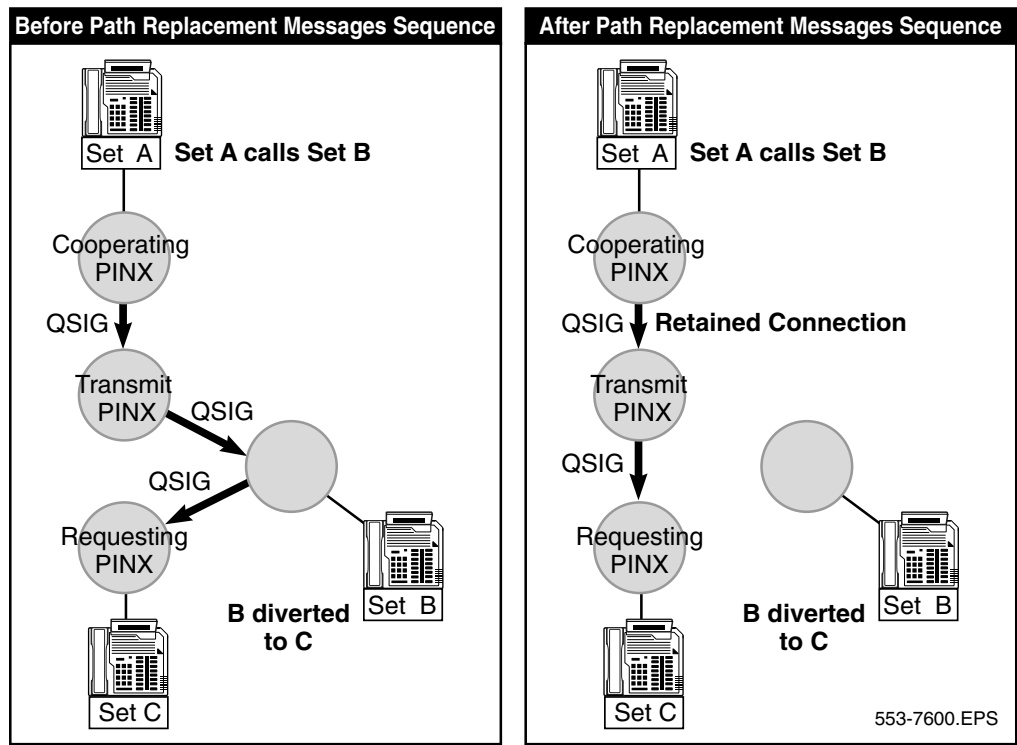 Before Path Replacement Messages Sequence
Set A
Set A calls Set B
Cooperating
PINX
QSIG
Transmit
PINX
QSIG
QSIG
Requesting
PINX
Set B
B diverted
to C
Set C
After Path Replacement Messages Sequence
Set A
Set A calls Set B
Cooperating
PINX
QSIG
Retained Connection
Transmit
PINX
QSIG
Requesting
PINX
Set B
B diverted
to C
Set C
553-7600.EPS